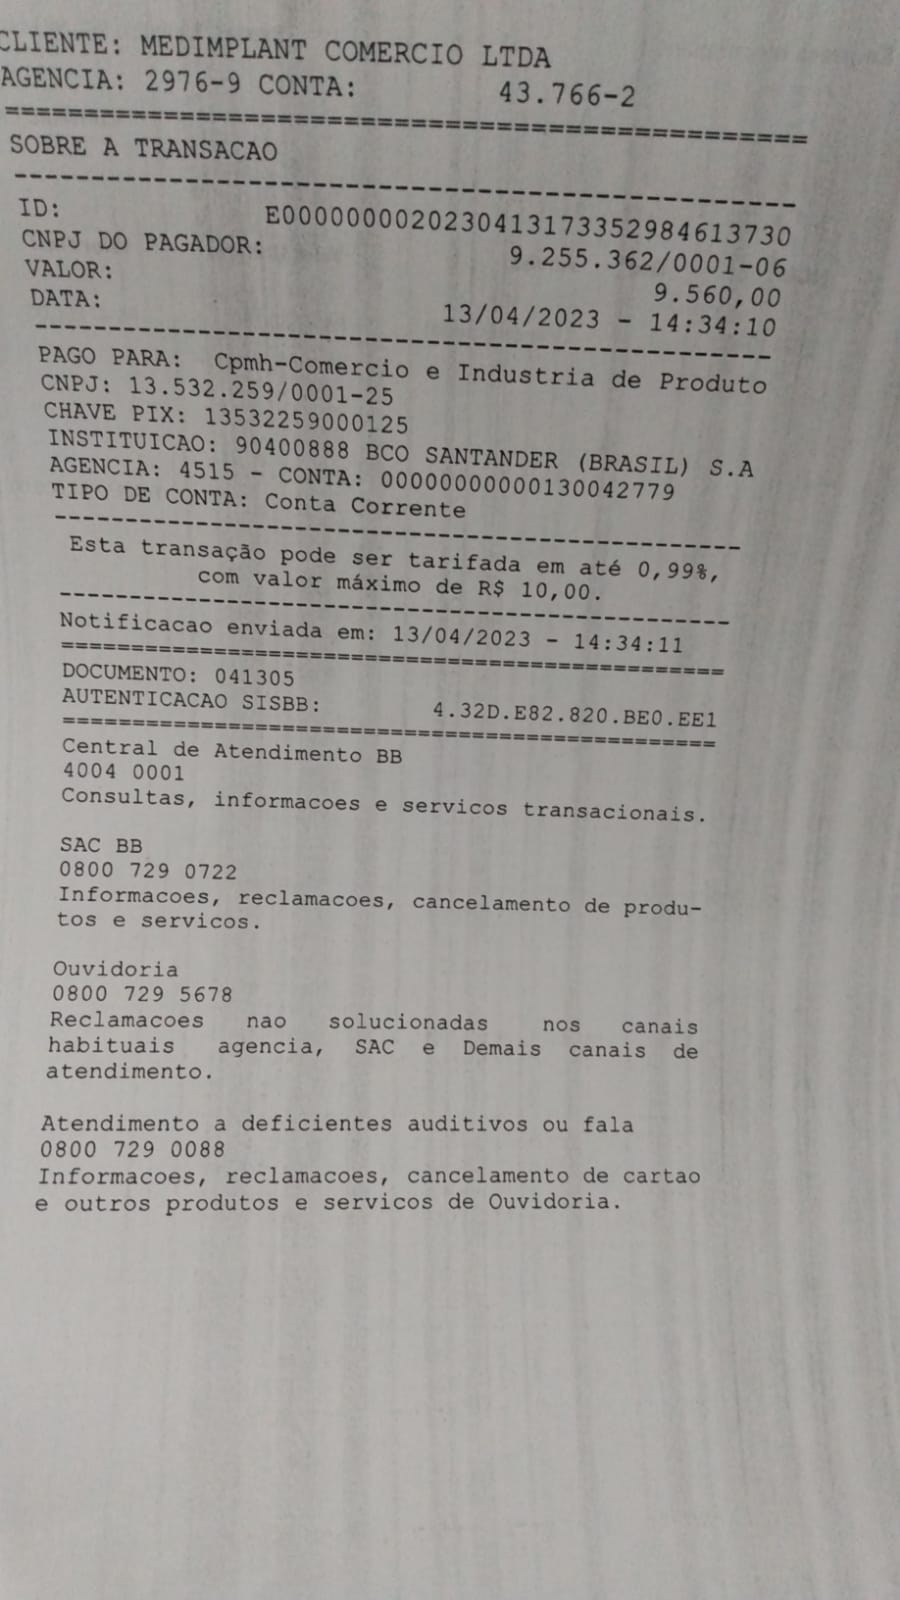 CLIENTE: MEDIMPLANT COMERCIO LTDA
AGENCIA: 2976-9 CONTA: 43.766-2
==================================================
SOBRE A TRANSACAO
--------------------------------------------------
ID: E00000000202304131733529846137​30
CNPJ DO PAGADOR: 9.255.362/0001-06
VALOR: 9.560,00
DATA: 13/04/2023 - 14:34:10
--------------------------------------------------
PAGO PARA: Cpmh-Comercio e Industria de Produto
CNPJ: 13.532.259/0001-25
CHAVE PIX: 13532259000125
INSTITUICAO: 90400888 BCO SANTANDER (BRASIL) S.A
AGENCIA: 4515 - CONTA: 00000000000130042779
TIPO DE CONTA: Conta Corrente
--------------------------------------------------
Esta transação pode ser tarifada em até 0,99%,
com valor máximo de R$ 10,00.
--------------------------------------------------
Notificacao enviada em: 13/04/2023 - 14:34:11
==================================================
DOCUMENTO: 041305
AUTENTICACAO SISBB: 4.32D.E82.820.BE0.EE1
==================================================
Central de Atendimento BB
4004 0001
Consultas, informacoes e servicos transacionais.
SAC BB
0800 729 0722
Informacoes, reclamacoes, cancelamento de produ-
tos e servicos.
Ouvidoria
0800 729 5678
Reclamacoes nao solucionadas nos canais
habituais agencia, SAC e Demais canais de
atendimento.
Atendimento a deficientes auditivos ou fala
0800 729 0088
Informacoes, reclamacoes, cancelamento de cartao
e outros produtos e servicos de Ouvidoria.